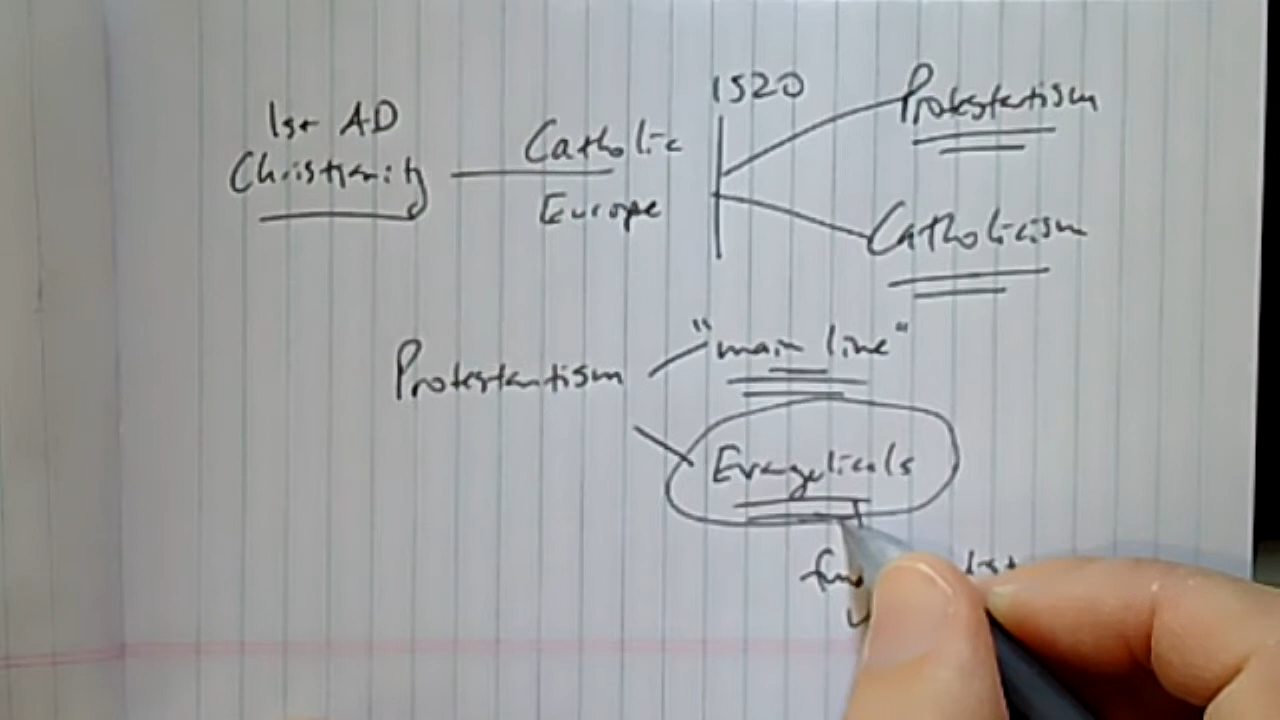 1st AD
Christianity
Catholic
Europe
1520
Protestantism
Catholicism
Protestantism
"main line"
Evangelicals